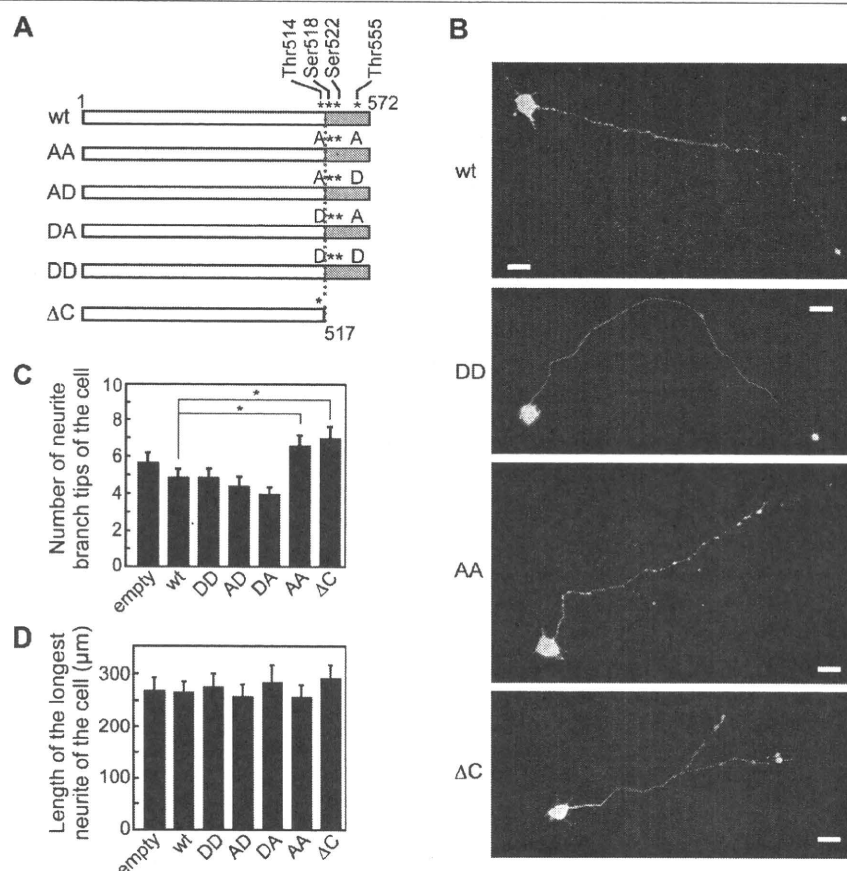 A
Thr514
Ser518
Ser522
Thr555
* *** *
1 572
wt
A ** A
AA
A ** D
AD
D ** A
DA
D ** D
DD
*
ΔC
517
B
wt
DD
AA
ΔC
C
Number of neurite
branch tips of the cell
10
8
6
4
2
0
*
*
empty wt DD AD DA AA ΔC
D
Length of the longest
neurite of the cell (µm)
300
200
100
0
empty wt DD AD DA AA ΔC